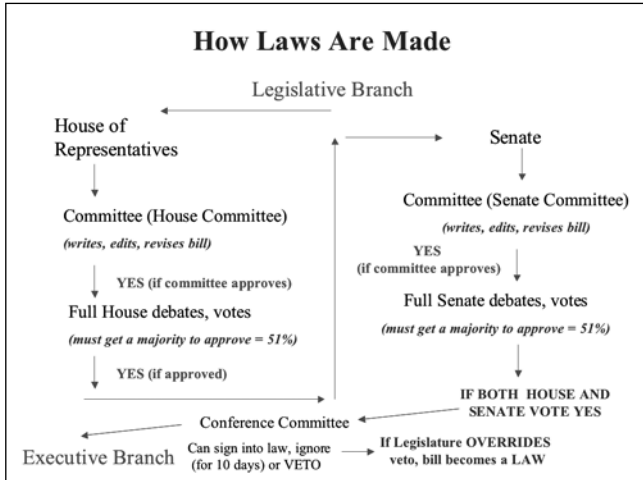 How Laws Are Made
Legislative Branch
House of
Representatives
Committee (House Committee)
(writes, edits, revises bill)
YES (if committee approves)
Full House debates, votes
(must get a majority to approve = 51%)
YES (if approved)
Senate
Committee (Senate Committee)
(writes, edits, revises bill)
YES
(if committee approves)
Full Senate debates, votes
(must get a majority to approve = 51%)
IF BOTH HOUSE AND
SENATE VOTE YES
Conference Committee
Executive Branch
Can sign into law, ignore
(for 10 days) or VETO
If Legislature OVERRIDES
veto, bill becomes a LAW